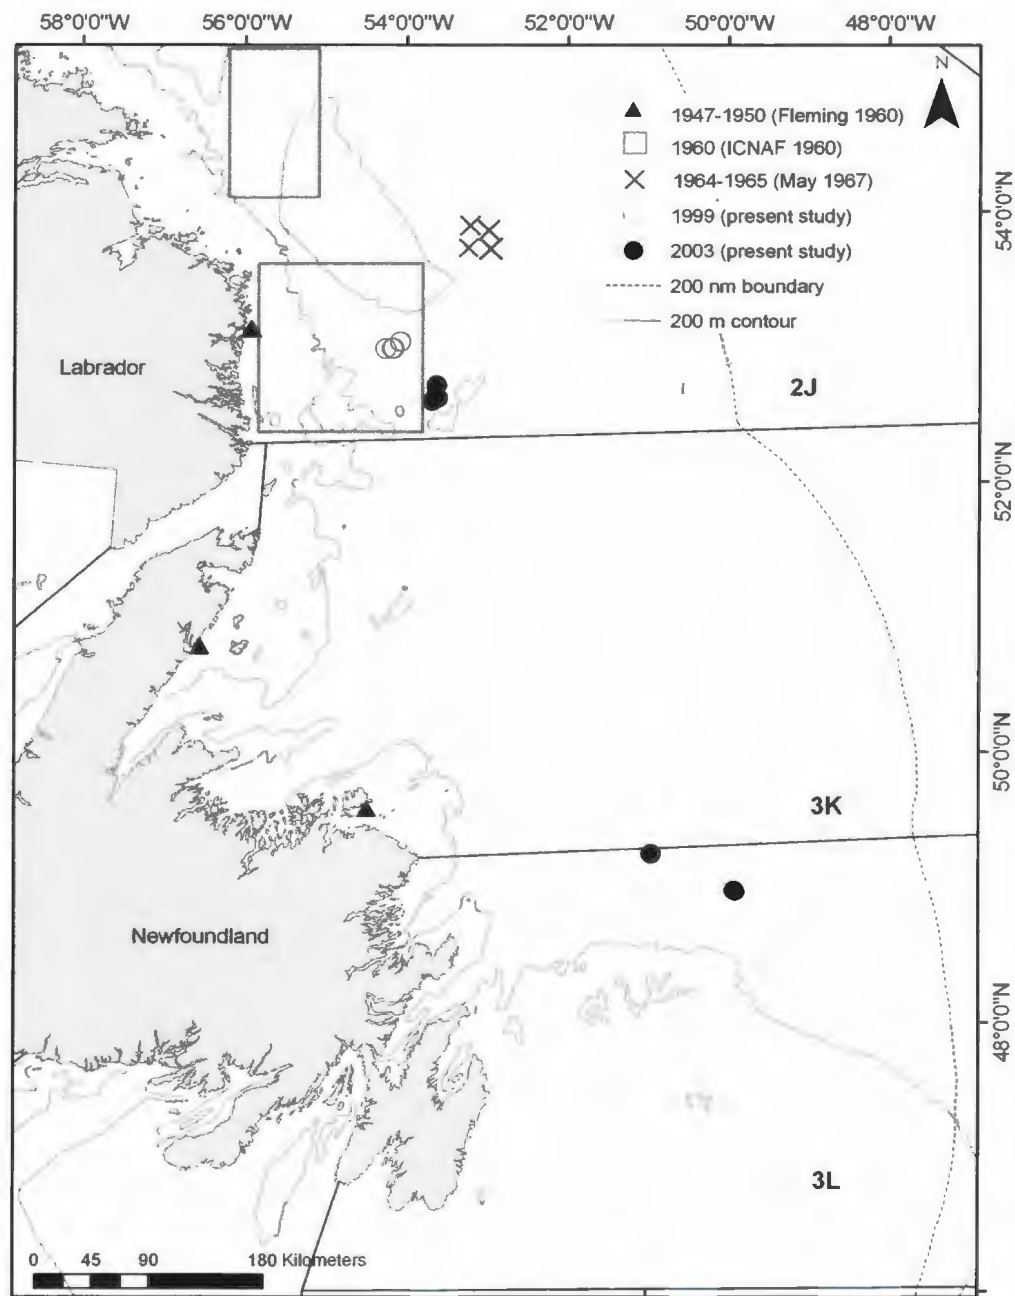 58°0'0"W 56°0'0"W 54°0'0"W 52°0'0"W 50°0'0"W 48°0'0"W
N
1947-1950 (Fleming 1960)
1960 (ICNAF 1960)
1964-1965 (May 1967)
1999 (present study)
2003 (present study)
200 nm boundary
200 m contour
54°0'0"N
Labrador
2J
52°0'0"N
50°0'0"N
3K
Newfoundland
48°0'0"N
3L
0 45 90 180 Kilometers